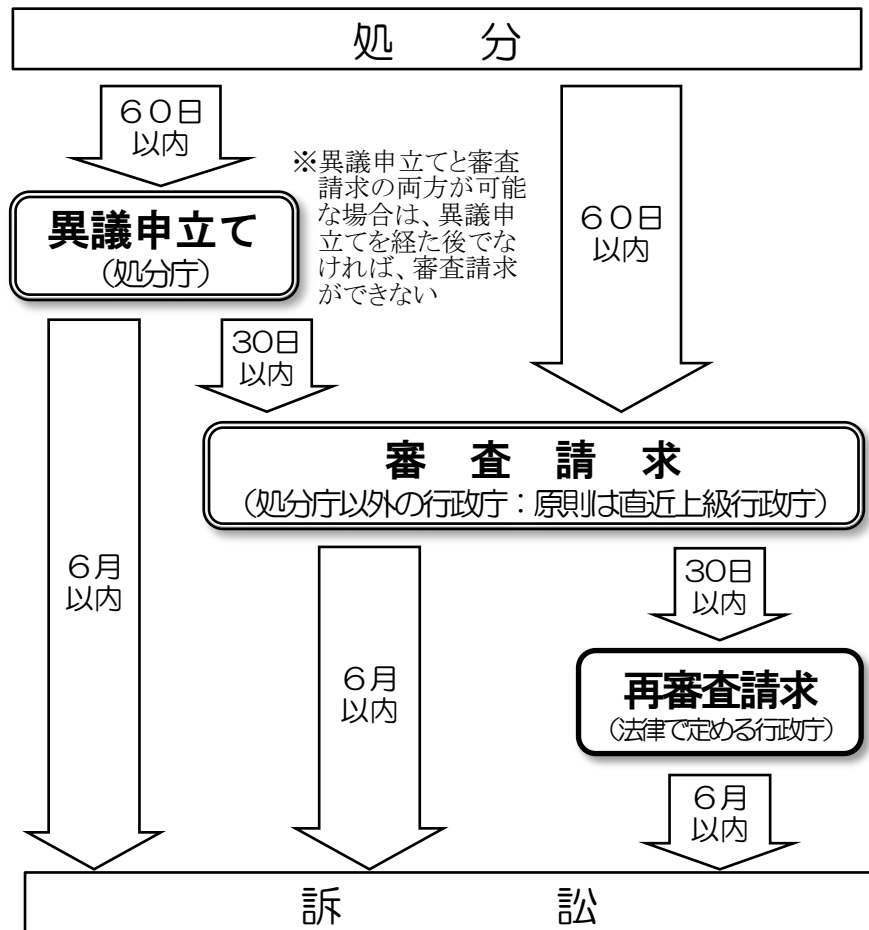 処　分
６０日
以内
異議申立て
（処分庁）
※異議申立てと審査
請求の両方が可能
な場合は、異議申
立てを経た後でな
ければ、審査請求
ができない
６０日
以内
30日
以内
審　査　請　求
（処分庁以外の行政庁：原則は直近上級行政庁）
６月
以内
６月
以内
30日
以内
再審査請求
（法律で定める行政庁）
６月
以内
訴　訟